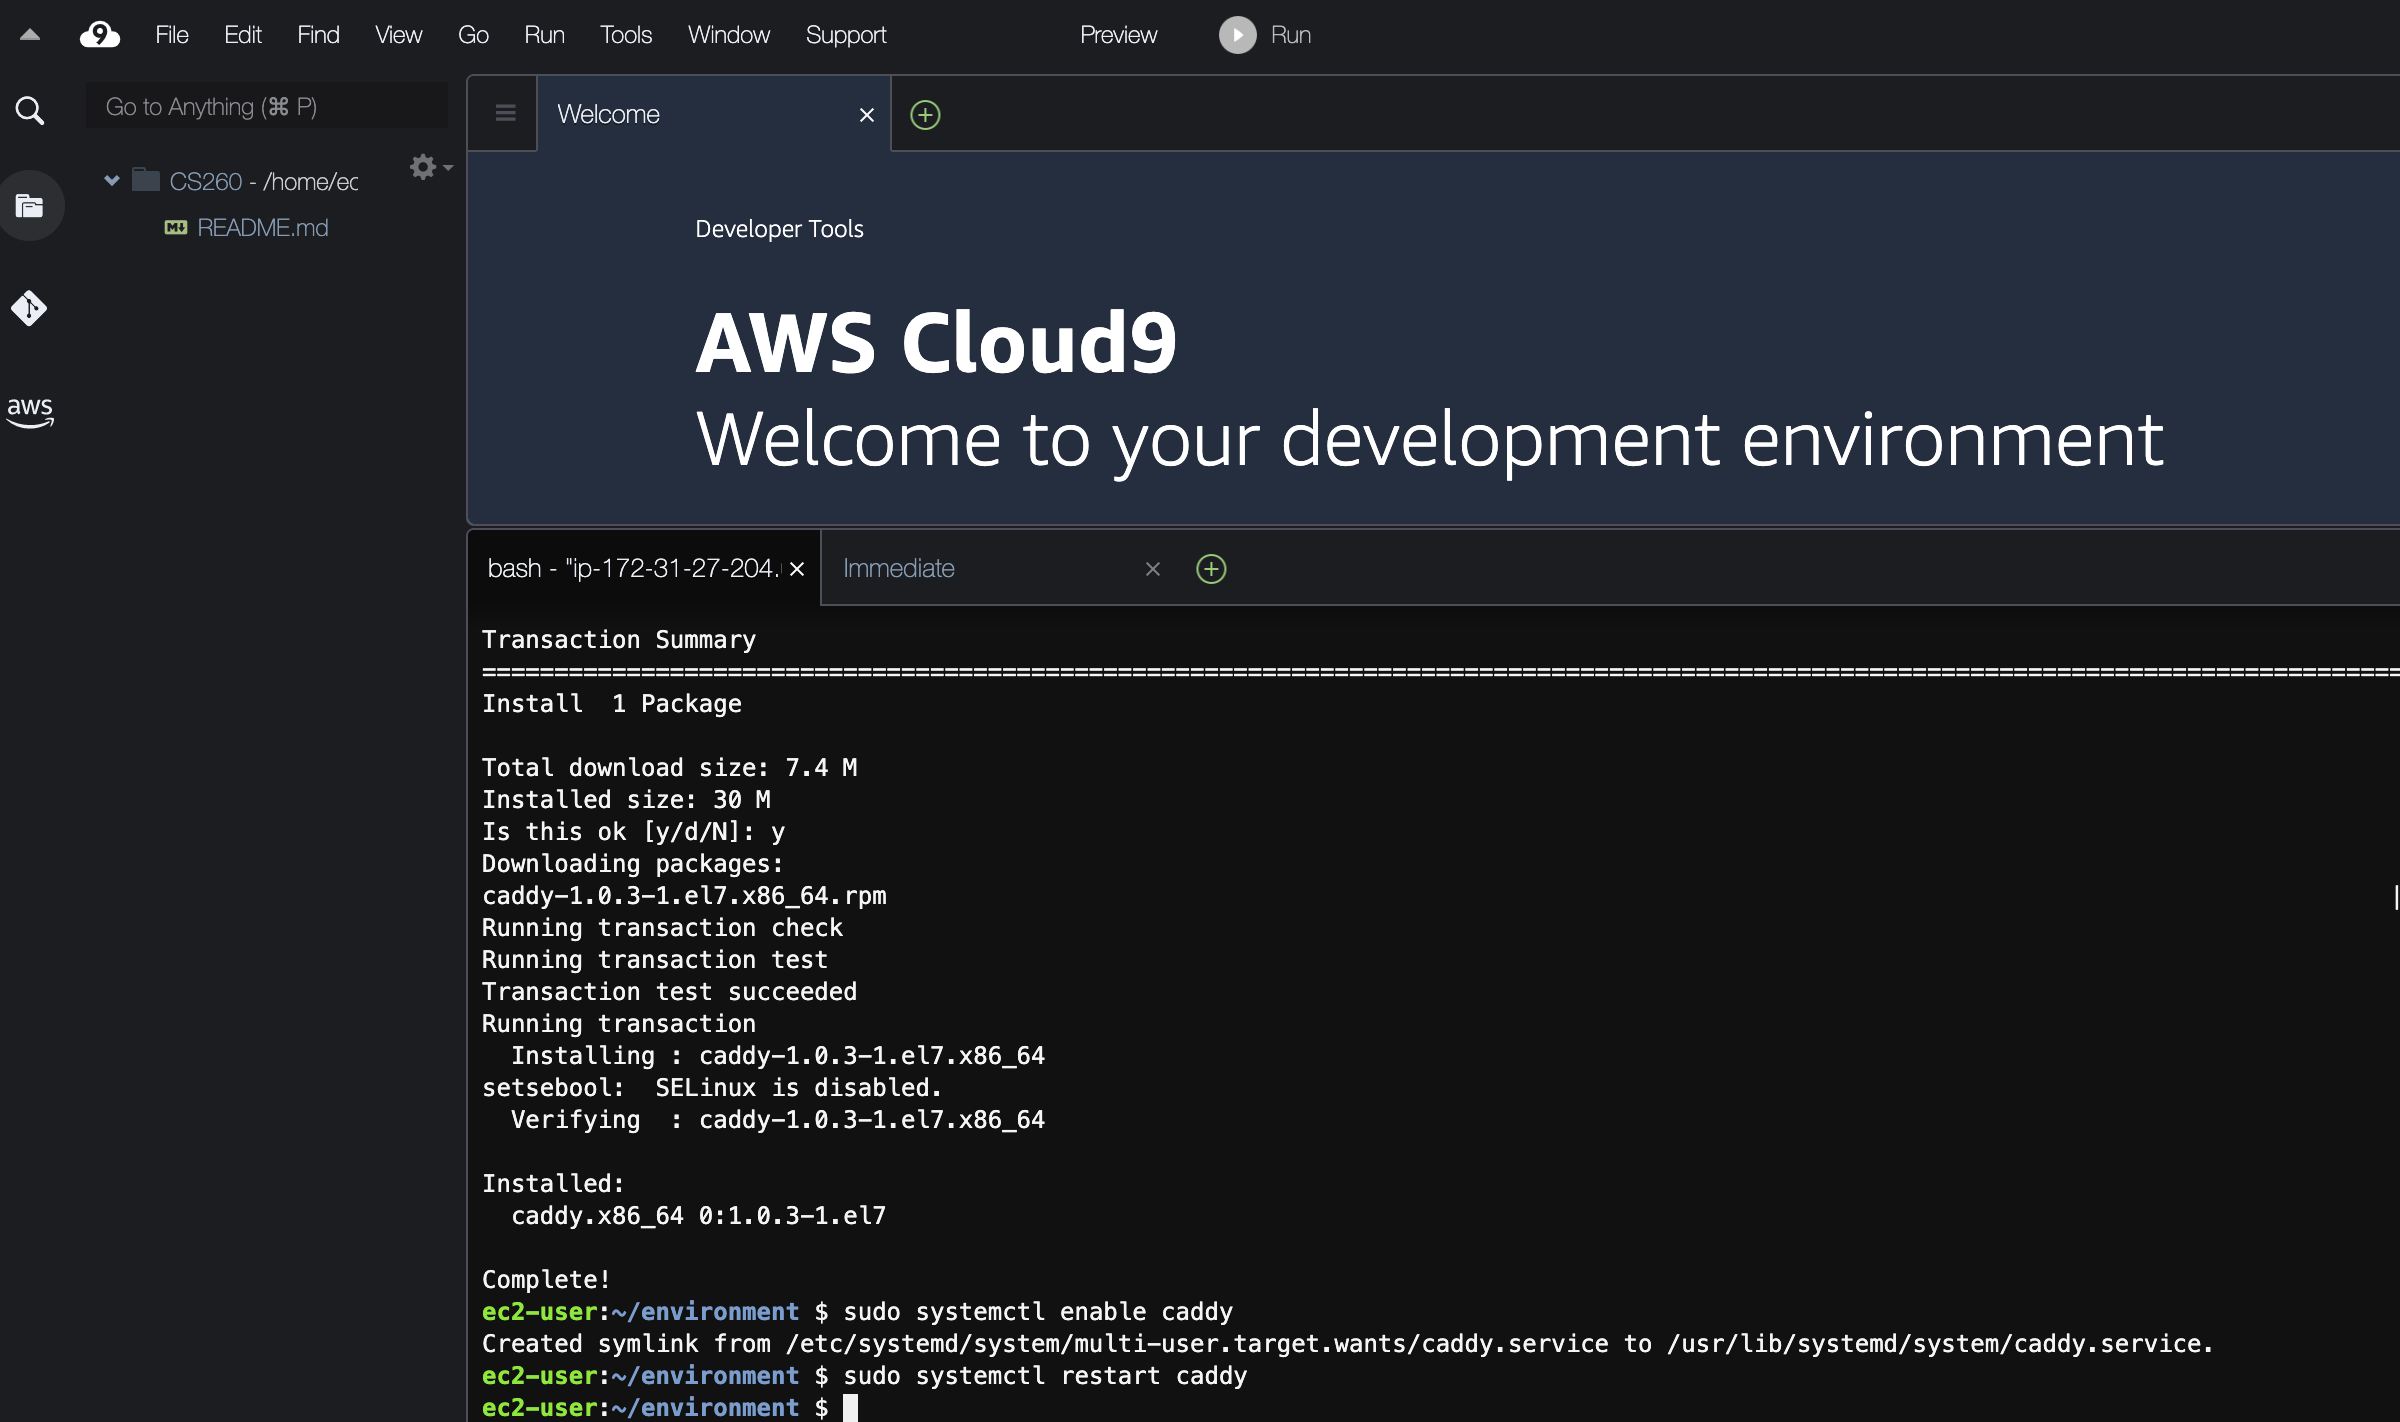 File Edit Find View Go Run Tools Window Support Preview Run
Go to Anything (⌘ P)
CS260 - /home/ec
README.md
aws
Welcome
Developer Tools
AWS Cloud9
Welcome to your development environment
bash - "ip-172-31-27-204. Immediate
Transaction Summary
================================================================================================================================
Install  1 Package
Total download size: 7.4 M
Installed size: 30 M
Is this ok [y/d/N]: y
Downloading packages:
caddy-1.0.3-1.el7.x86_64.rpm
Running transaction check
Running transaction test
Transaction test succeeded
Running transaction
  Installing : caddy-1.0.3-1.el7.x86_64
setsebool:  SELinux is disabled.
  Verifying  : caddy-1.0.3-1.el7.x86_64
Installed:
  caddy.x86_64 0:1.0.3-1.el7
Complete!
ec2-user:~/environment $ sudo systemctl enable caddy
Created symlink from /etc/systemd/system/multi-user.target.wants/caddy.service to /usr/lib/systemd/system/caddy.service.
ec2-user:~/environment $ sudo systemctl restart caddy
ec2-user:~/environment $